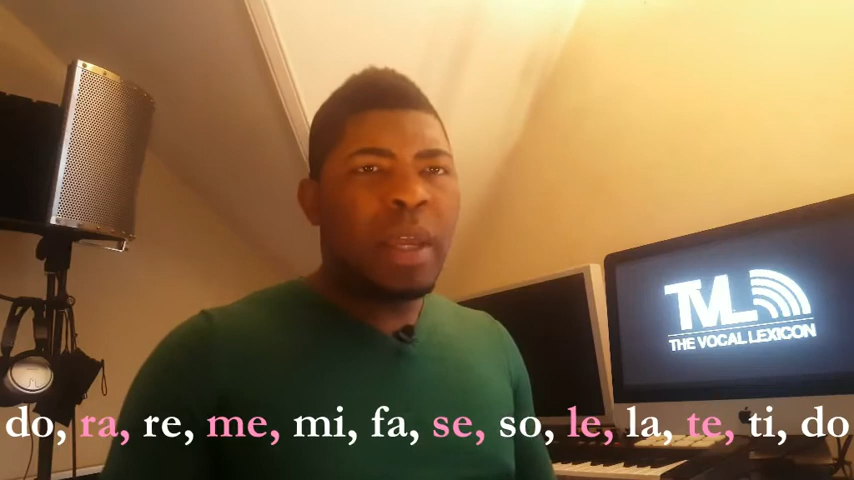 TVL
THE VOCAL LEXICON
do, ra, re, me, mi, fa, se, so, le, la, te, ti, do